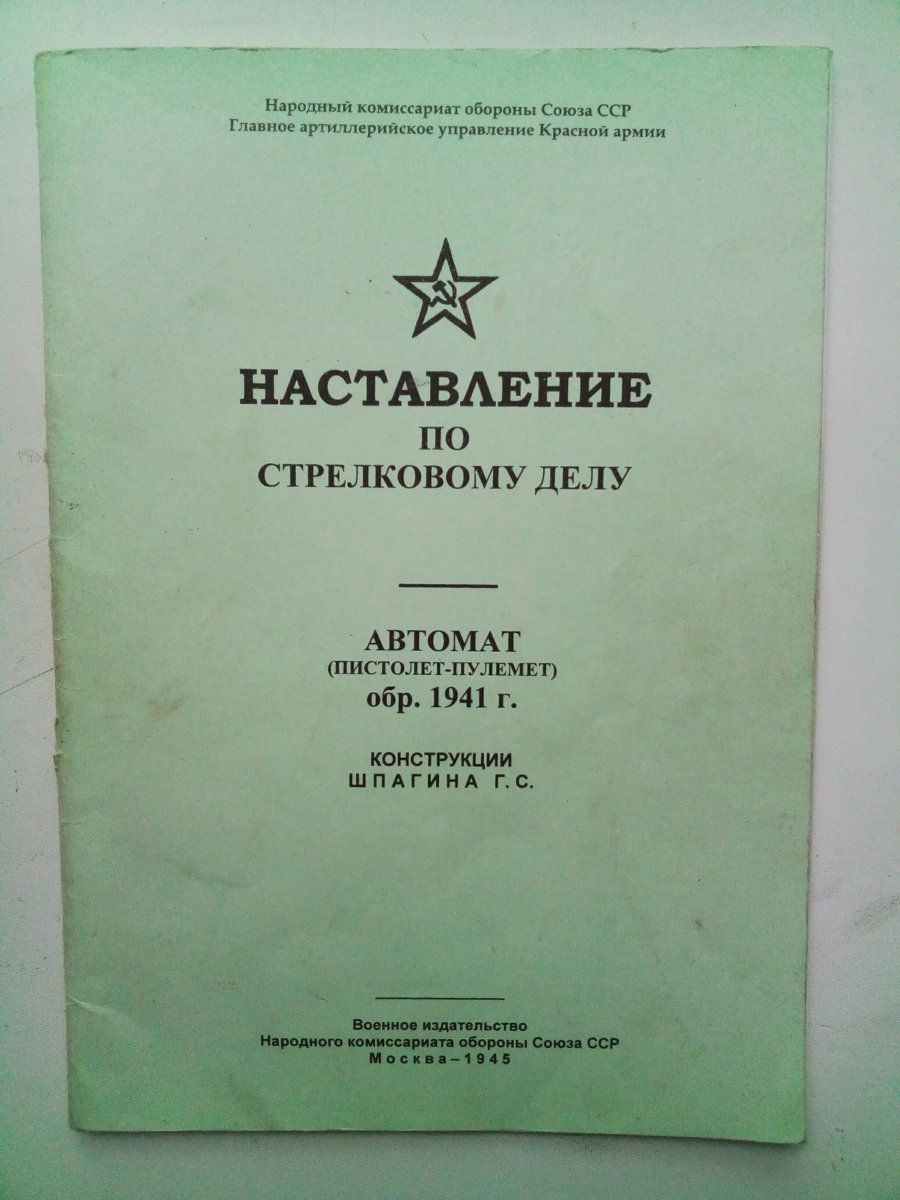 Народный комиссариат обороны Союза ССР
Главное артиллерийское управление Красной армии
НАСТАВЛЕНИЕ
ПО
СТРЕЛКОВОМУ ДЕЛУ
АВТОМАТ
(ПИСТОЛЕТ-ПУЛЕМЕТ)
обр. 1941 г.
КОНСТРУКЦИИ
ШПАГИНА Г. С.
Военное издательство
Народного комиссариата обороны Союза ССР
Москва – 1945